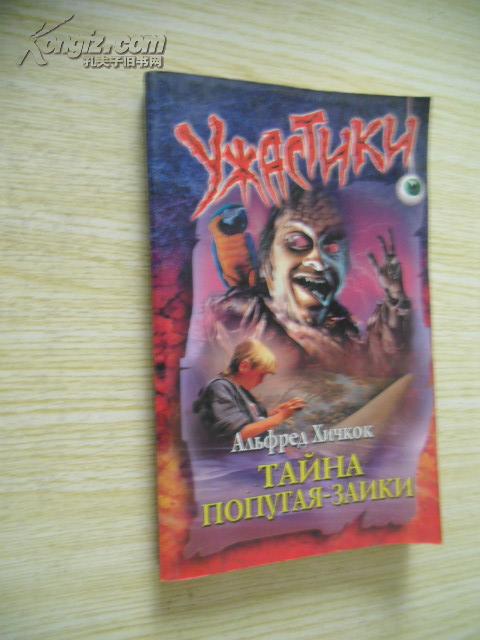 Kongfz.com
孔夫子旧书网
УЖАСТИКИ
Альфред Хичкок
ТАЙНА
ПОПУГАЯ-ЗАИКИ